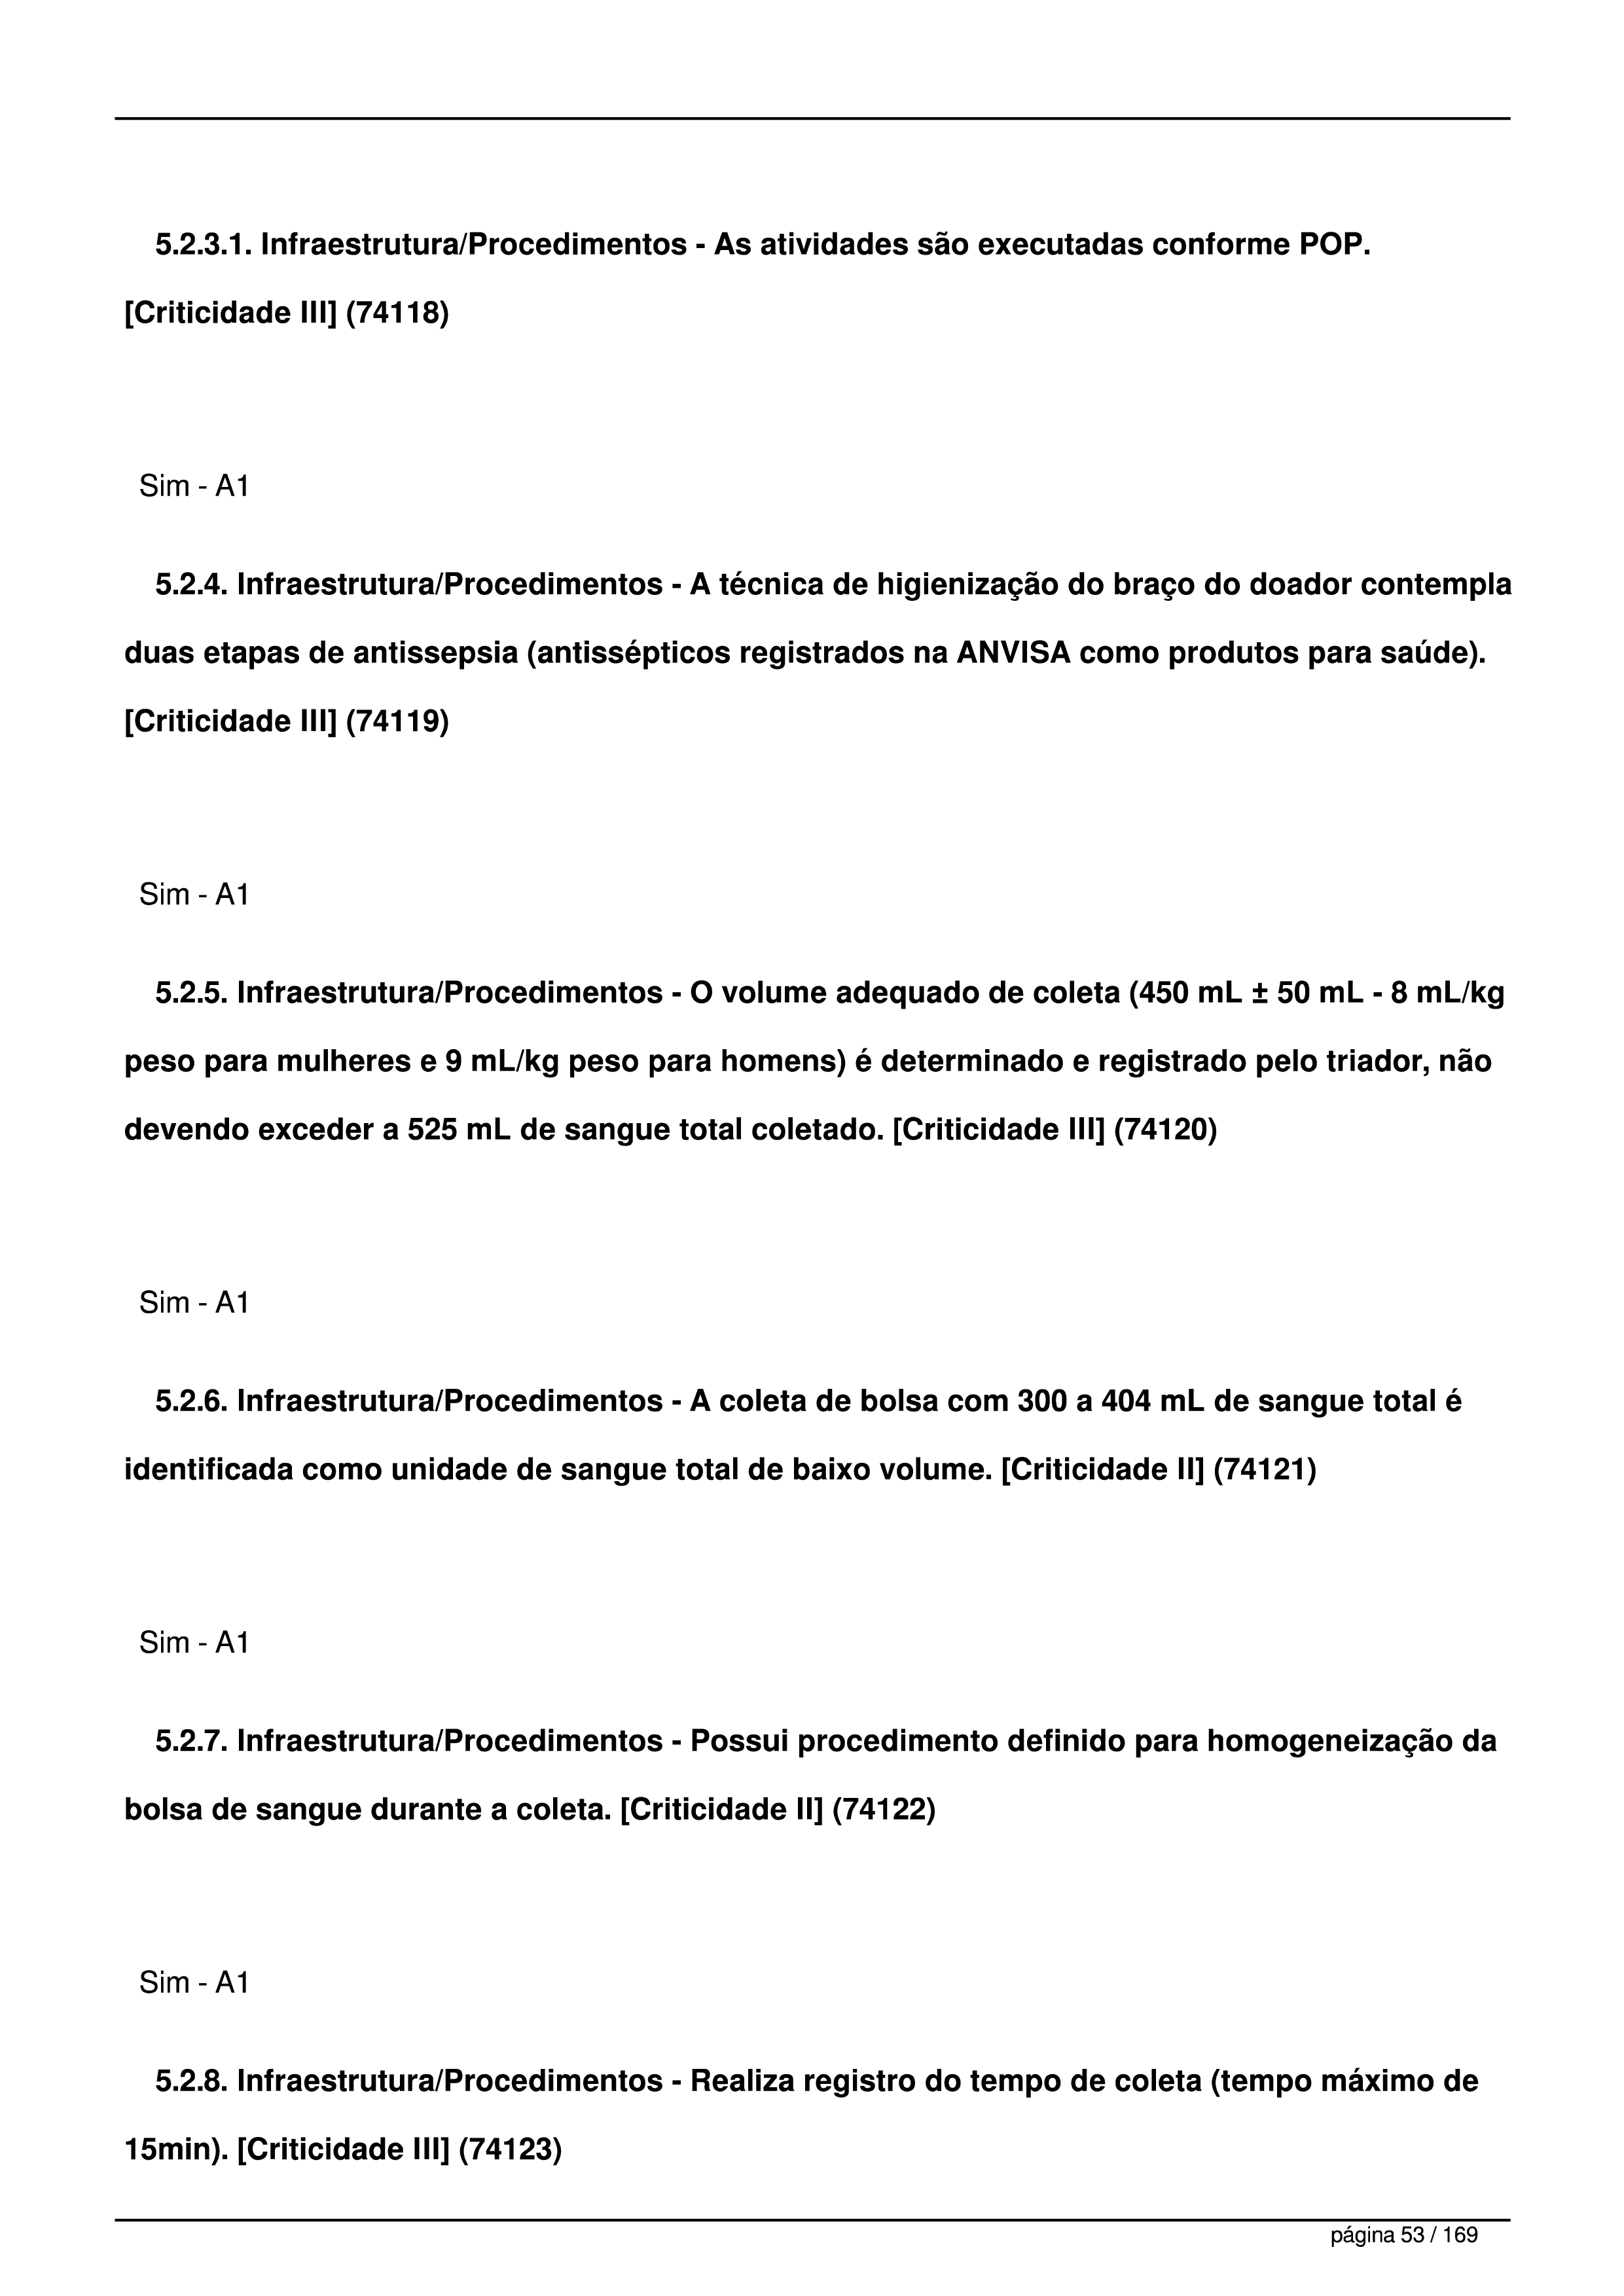 5.2.3.1. Infraestrutura/Procedimentos - As atividades são executadas conforme POP.
[Criticidade III] (74118)
Sim - A1
5.2.4. Infraestrutura/Procedimentos - A técnica de higienização do braço do doador contempla
duas etapas de antissepsia (antissépticos registrados na ANVISA como produtos para saúde).
[Criticidade III] (74119)
Sim - A1
5.2.5. Infraestrutura/Procedimentos - O volume adequado de coleta (450 mL ± 50 mL - 8 mL/kg
peso para mulheres e 9 mL/kg peso para homens) é determinado e registrado pelo triador, não
devendo exceder a 525 mL de sangue total coletado. [Criticidade III] (74120)
Sim - A1
5.2.6. Infraestrutura/Procedimentos - A coleta de bolsa com 300 a 404 mL de sangue total é
identificada como unidade de sangue total de baixo volume. [Criticidade II] (74121)
Sim - A1
5.2.7. Infraestrutura/Procedimentos - Possui procedimento definido para homogeneização da
bolsa de sangue durante a coleta. [Criticidade II] (74122)
Sim - A1
5.2.8. Infraestrutura/Procedimentos - Realiza registro do tempo de coleta (tempo máximo de
15min). [Criticidade III] (74123)
página 53 / 169